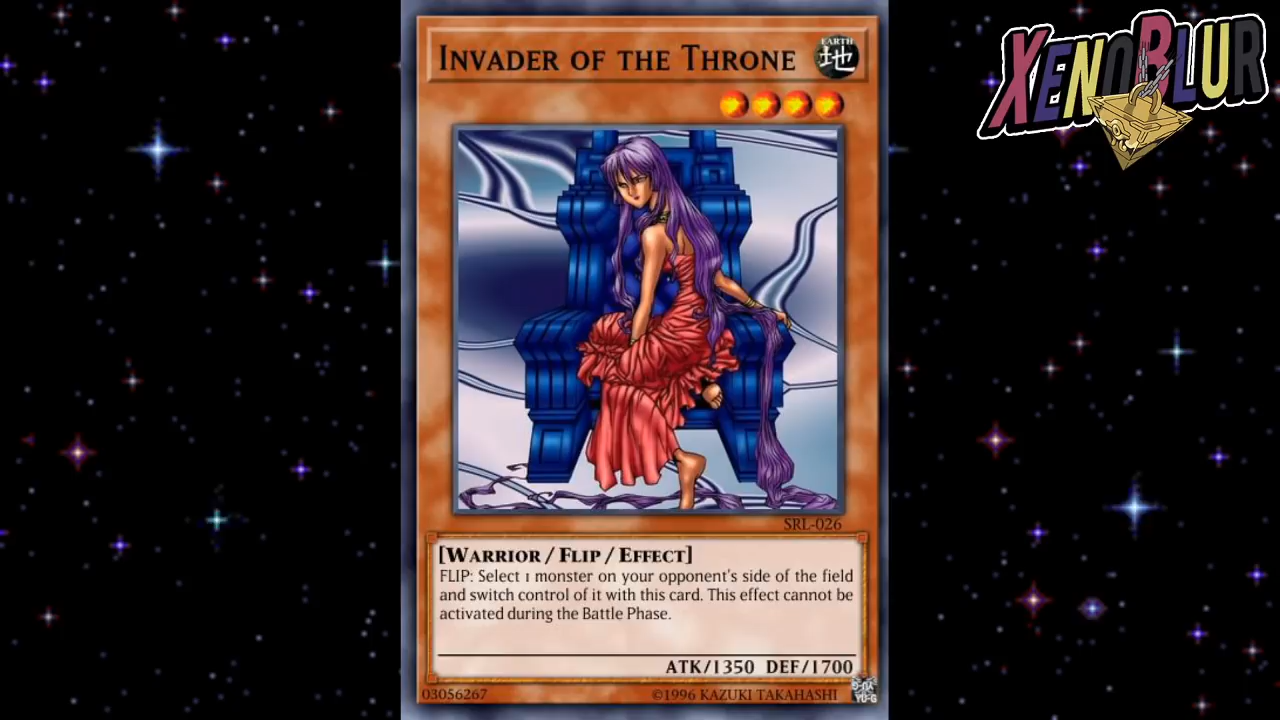 XENOBLUR
INVADER OF THE THRONE
EARTH
地
SRL-026
[WARRIOR / FLIP / EFFECT]
FLIP: Select 1 monster on your opponent's side of the field
and switch control of it with this card. This effect cannot be
activated during the Battle Phase.
ATK/1350 DEF/1700
03056267
©1996 KAZUKI TAKAHASHI